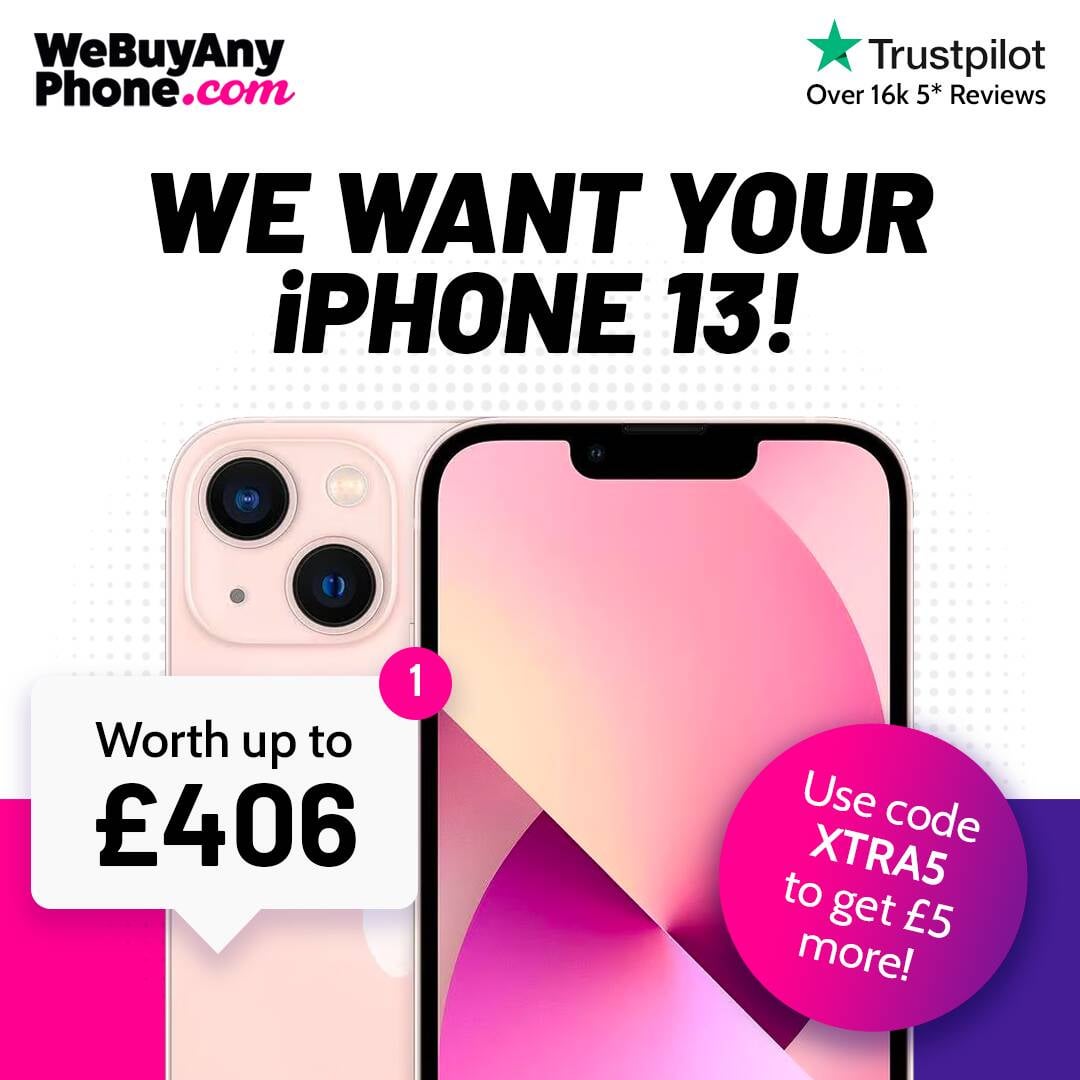 WeBuyAny
Phone.com
Trustpilot
Over 16k 5* Reviews
WE WANT YOUR
iPHONE 13!
1
Worth up to
£406
Use code
XTRA5
to get £5
more!